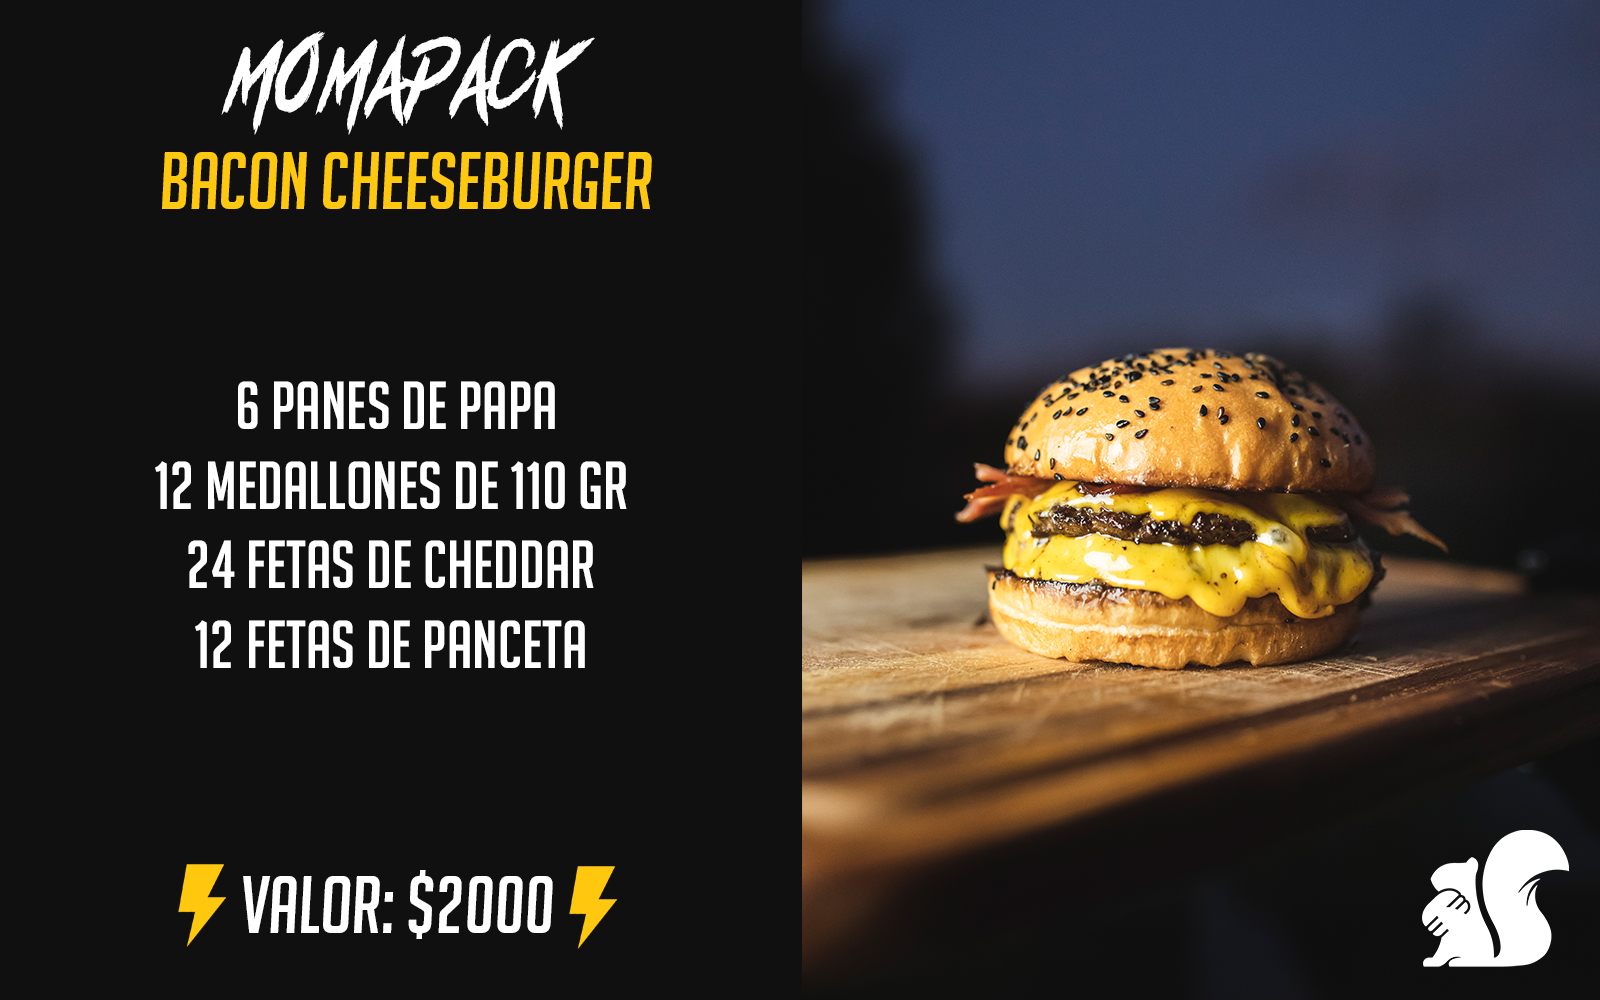 MOMAPACK
BACON CHEESEBURGER
6 PANES DE PAPA
12 MEDALLONES DE 110 GR
24 FETAS DE CHEDDAR
12 FETAS DE PANCETA
VALOR: $2000